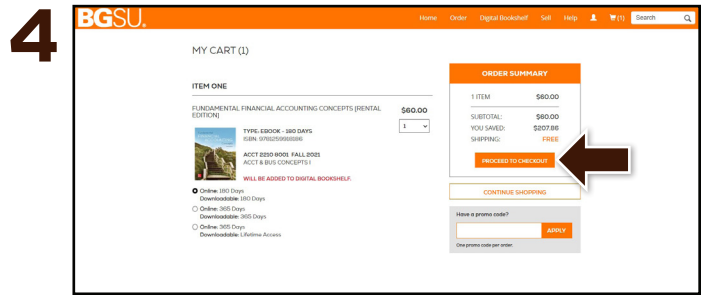 4
BGSU®
Home Order Digital Bookshelf Sell Help (1) Search
MY CART (1)
ITEM ONE
FUNDAMENTAL FINANCIAL ACCOUNTING CONCEPTS (RENTAL
EDITION)
$60.00
1
TYPE: EBOOK - 180 DAYS
ACCT 2210 8001 FALL 2021
ACCT & BUS CONCEPTS I
WILL BE ADDED TO DIGITAL BOOKSHELF.
Online: 180 Days
Downloadable: 180 Days
Online: 365 Days
Downloadable: 365 Days
Online: 365 Days
Downloadable: Lifetime Access
ORDER SUMMARY
1 ITEM $60.00
SUBTOTAL: $60.00
YOU SAVED: $207.86
SHIPPING: FREE
PROCEED TO CHECKOUT
CONTINUE SHOPPING
Have a promo code?
APPLY
One promo code per order.